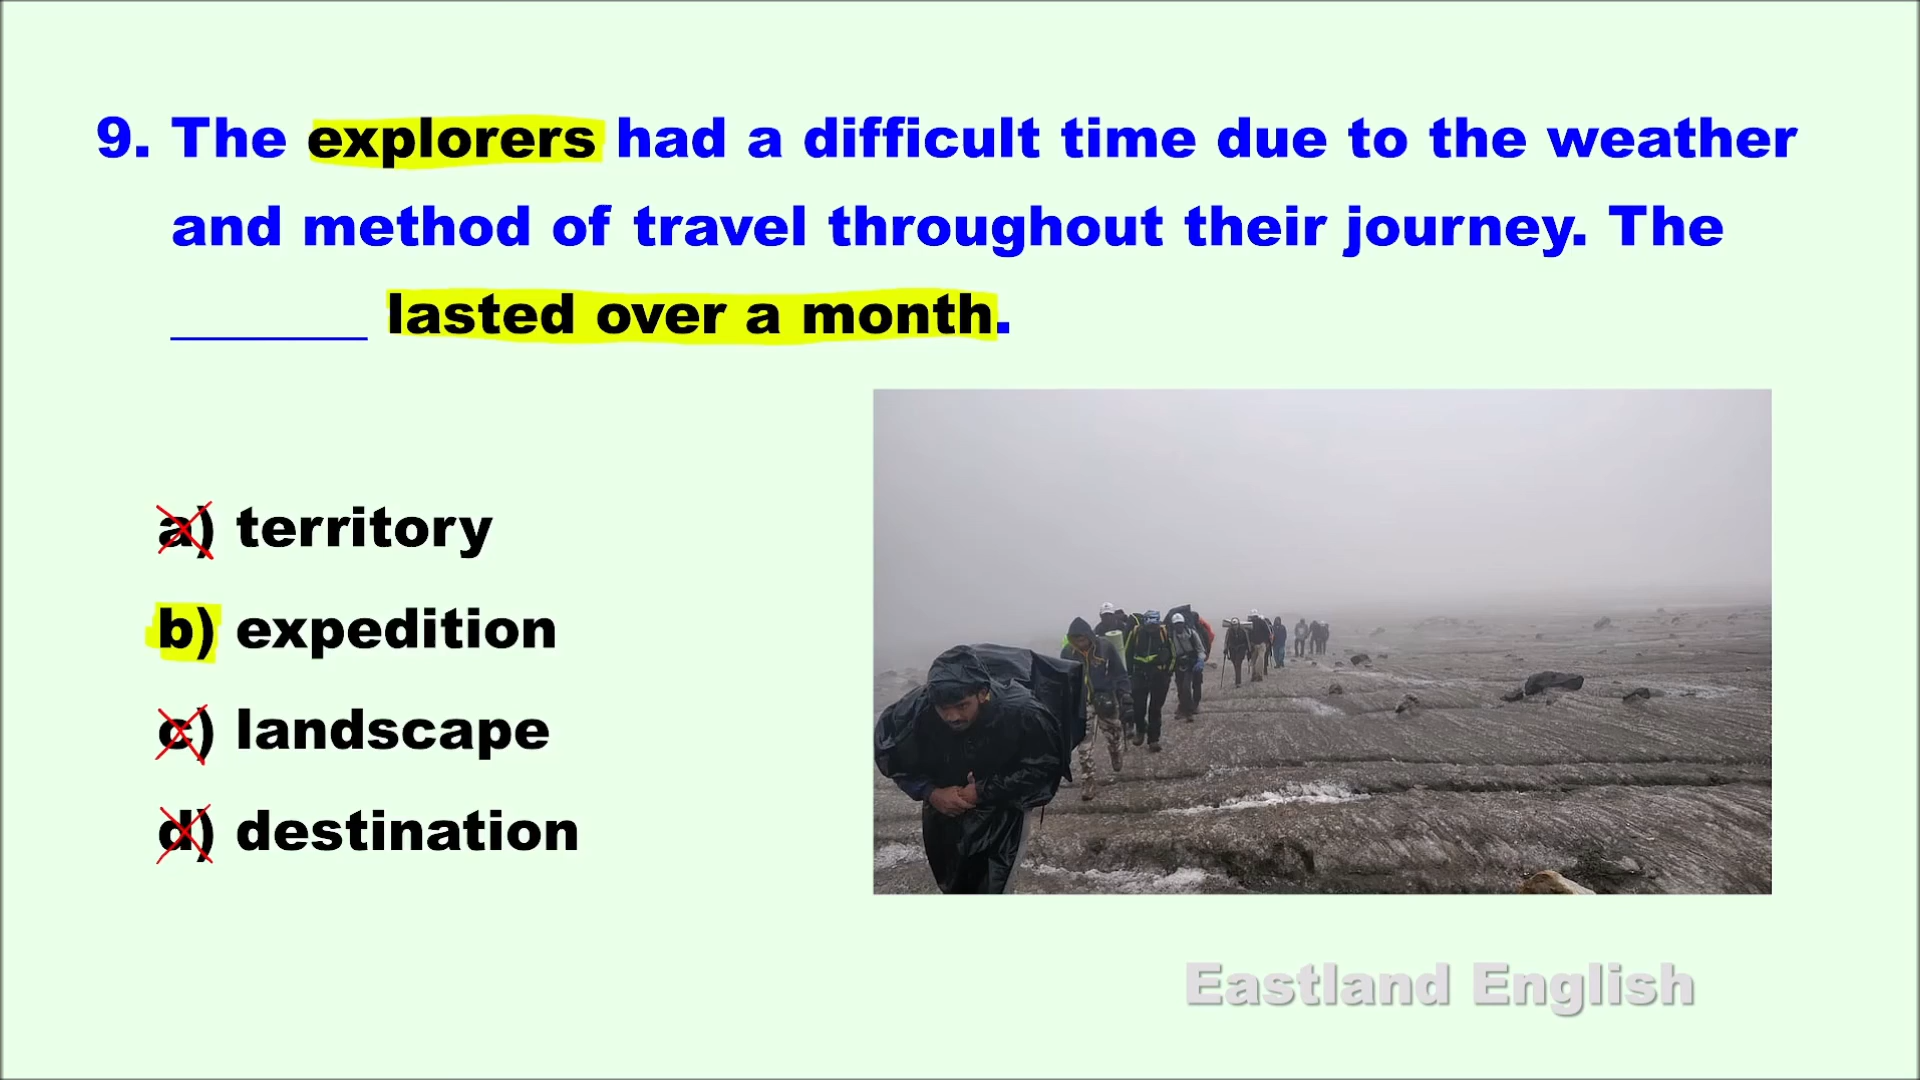 9. The explorers had a difficult time due to the weather
and method of travel throughout their journey. The
_______ lasted over a month.
a) territory
b) expedition
c) landscape
d) destination
Eastland English